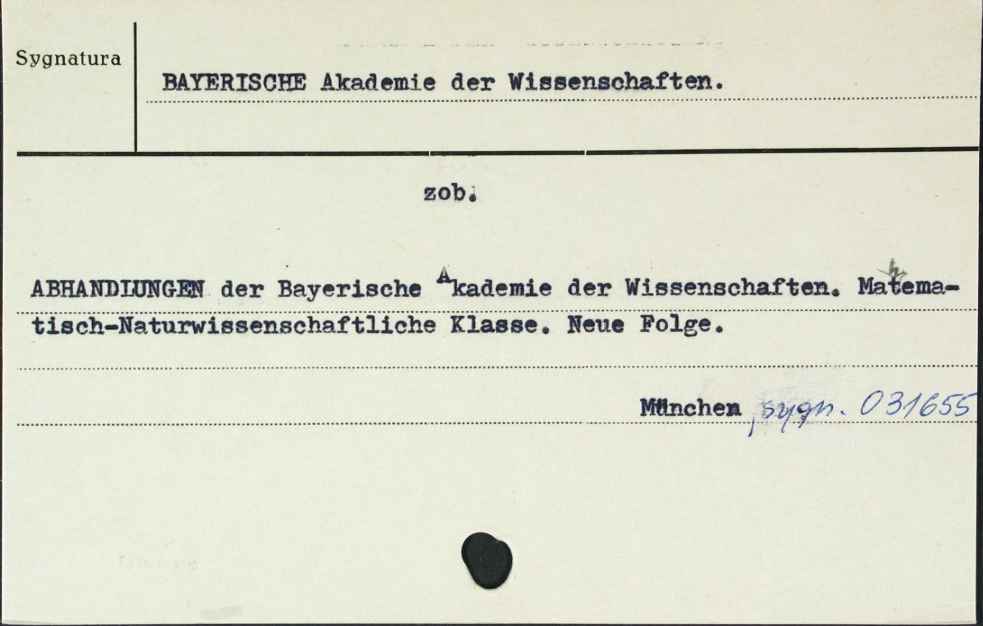 Sygnatura
BAYERISCHE Akademie der Wissenschaften.
zob.
ABHANDLUNGEN der Bayerische Akademie der Wissenschaften. Mathema-
tisch-Naturwissenschaftliche Klasse. Neue Folge.
München, sygn. 031655